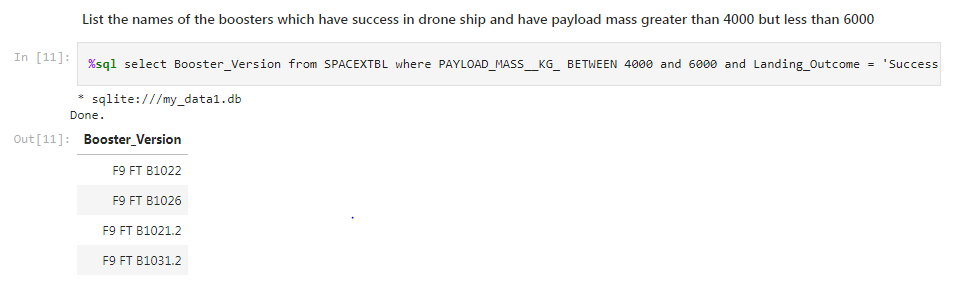 List the names of the boosters which have success in drone ship and have payload mass greater than 4000 but less than 6000
In [11]: %sql select Booster_Version from SPACEXTBL where PAYLOAD_MASS__KG_ BETWEEN 4000 and 6000 and Landing_Outcome = 'Success
* sqlite:///my_data1.db
Done.
Out[11]: Booster_Version
F9 FT B1022
F9 FT B1026
F9 FT B1021.2
F9 FT B1031.2